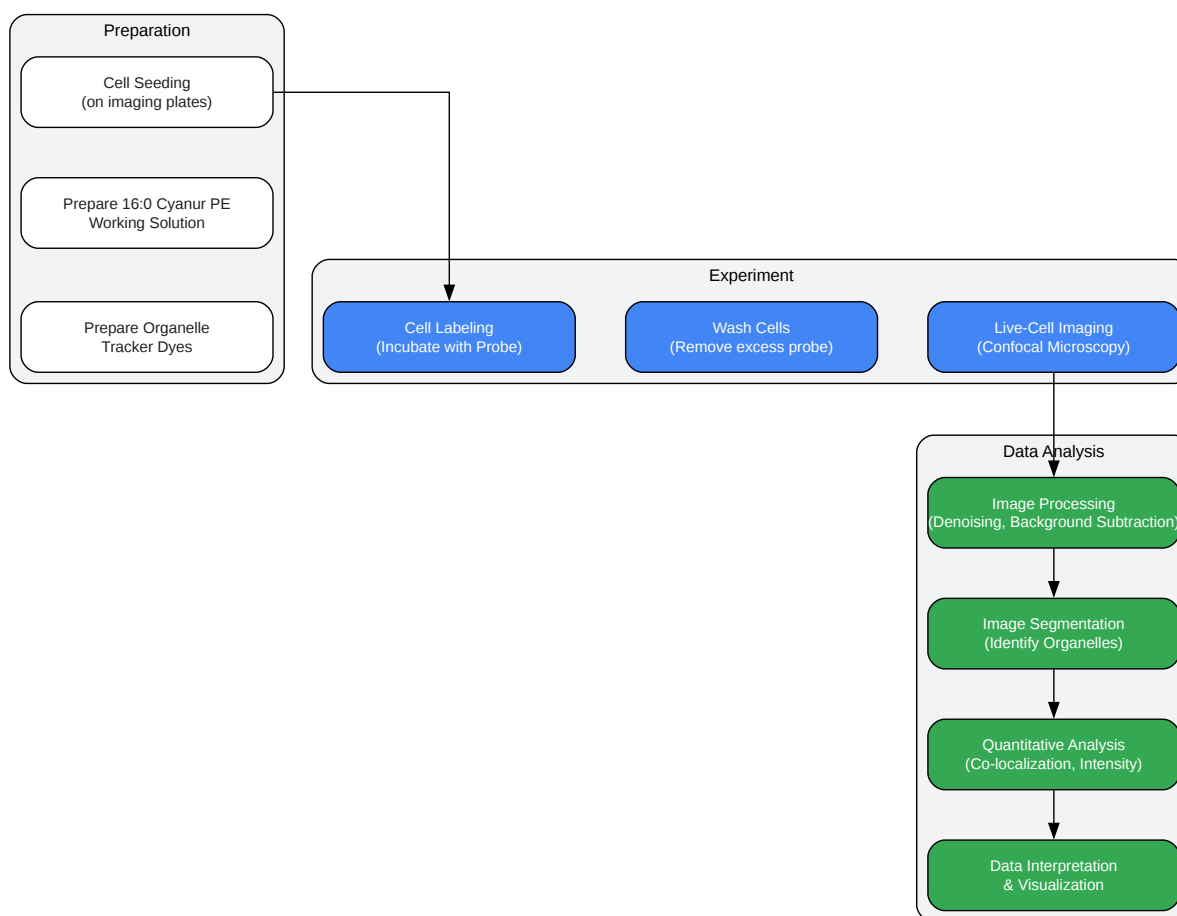 Preparation
Cell Seeding
(on imaging plates)
Prepare 16:0 Cyanur PE
Working Solution
Prepare Organelle
Tracker Dyes
Experiment
Cell Labeling
(Incubate with Probe)
Wash Cells
(Remove excess probe)
Live-Cell Imaging
(Confocal Microscopy)
Data Analysis
Image Processing
(Denoising, Background Subtraction)
Image Segmentation
(Identify Organelles)
Quantitative Analysis
(Co-localization, Intensity)
Data Interpretation
& Visualization